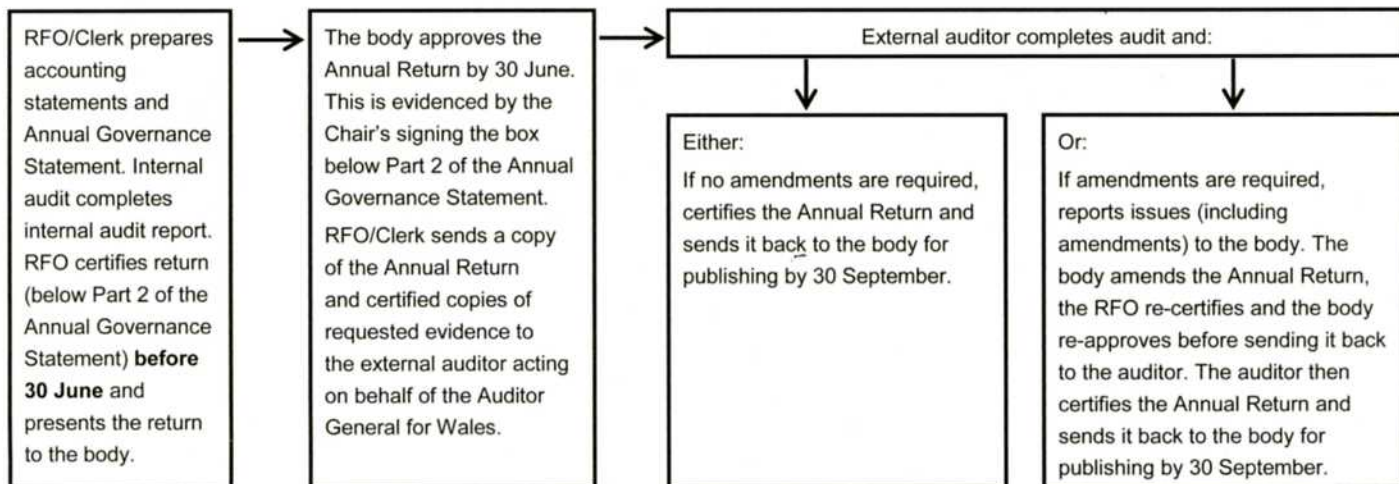 RFO/Clerk prepares
accounting
statements and
Annual Governance
Statement. Internal
audit completes
internal audit report.
RFO certifies return
(below Part 2 of the
Annual Governance
Statement) before
30 June and
presents the return
to the body.
The body approves the
Annual Return by 30 June.
This is evidenced by the
Chair's signing the box
below Part 2 of the Annual
Governance Statement.
RFO/Clerk sends a copy
of the Annual Return
and certified copies of
requested evidence to
the external auditor acting
on behalf of the Auditor
General for Wales.
External auditor completes audit and:
Either:
If no amendments are required,
certifies the Annual Return and
sends it back to the body for
publishing by 30 September.
Or:
If amendments are required,
reports issues (including
amendments) to the body. The
body amends the Annual Return,
the RFO re-certifies and the body
re-approves before sending it back
to the auditor. The auditor then
certifies the Annual Return and
sends it back to the body for
publishing by 30 September.